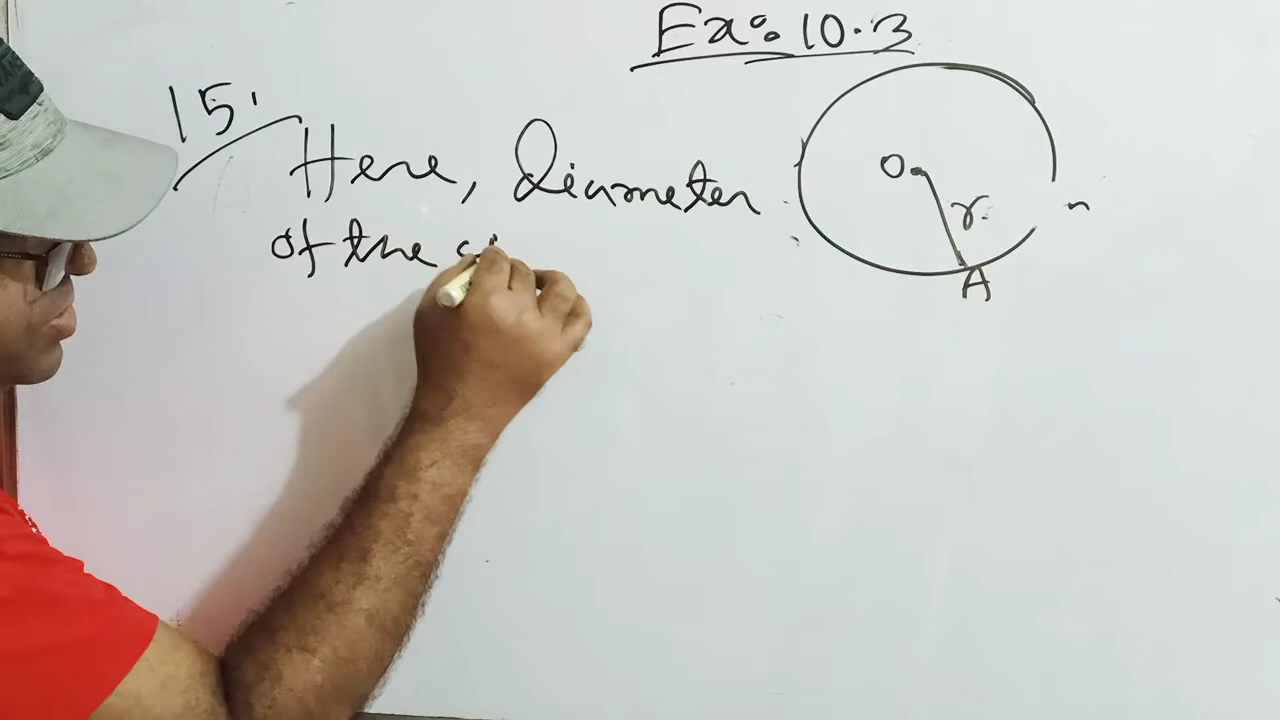 Ex: 10.3
15.
Here, Diameter
of the
O
r
A